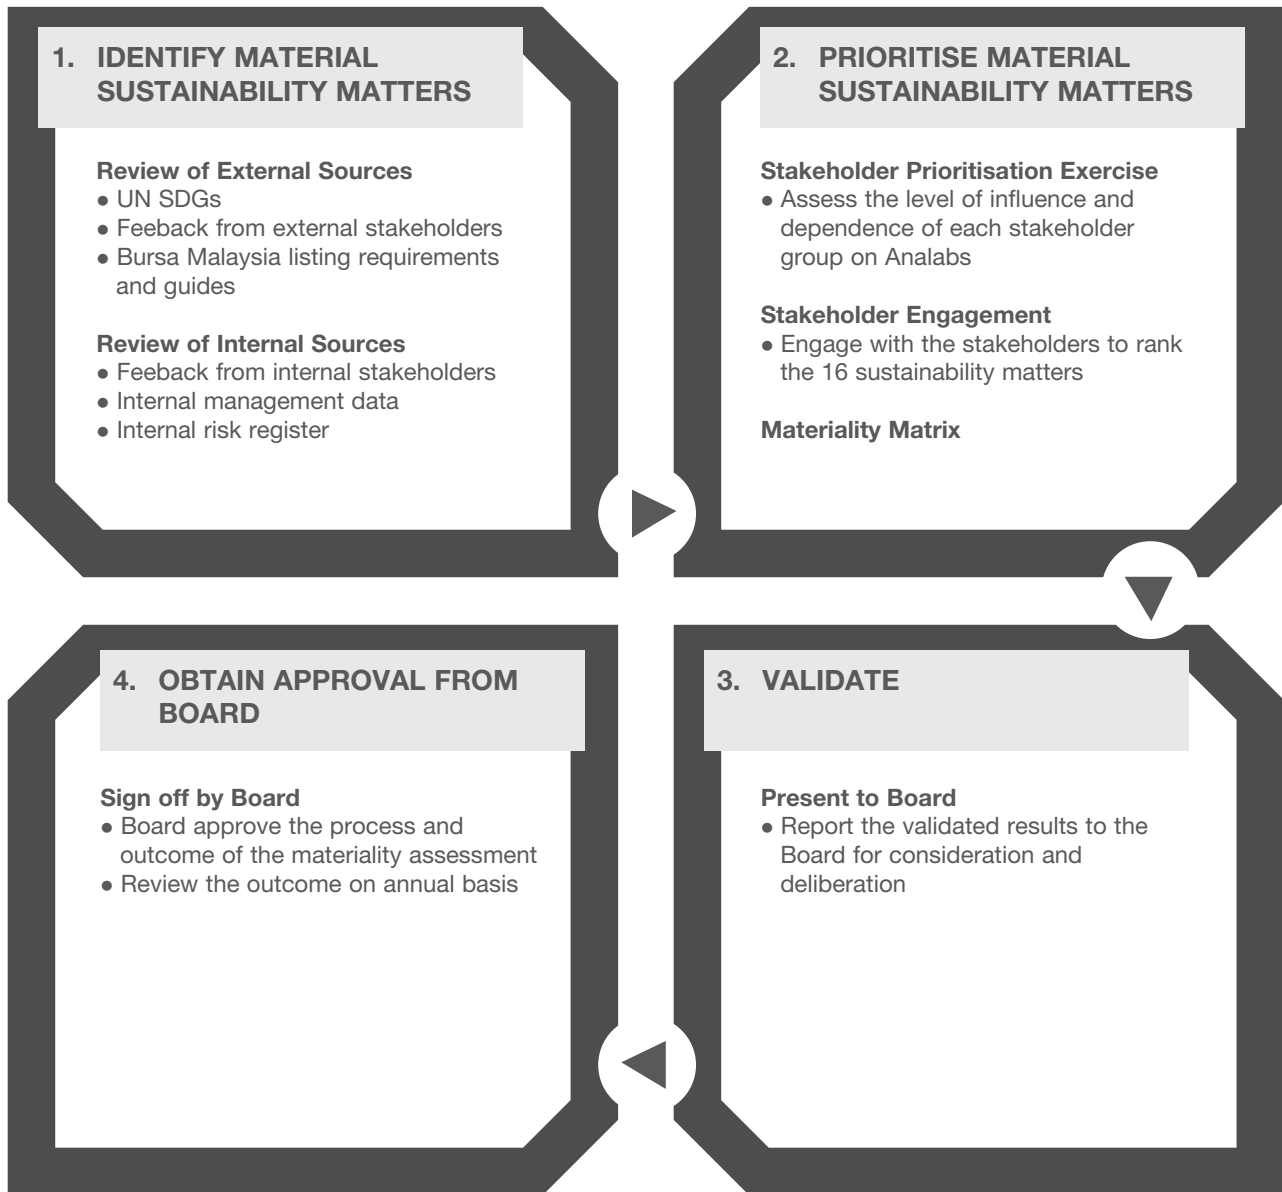 1. IDENTIFY MATERIAL
SUSTAINABILITY MATTERS
Review of External Sources
● UN SDGs
● Feeback from external stakeholders
● Bursa Malaysia listing requirements
and guides
Review of Internal Sources
● Feeback from internal stakeholders
● Internal management data
● Internal risk register
2. PRIORITISE MATERIAL
SUSTAINABILITY MATTERS
Stakeholder Prioritisation Exercise
● Assess the level of influence and
dependence of each stakeholder
group on Analabs
Stakeholder Engagement
● Engage with the stakeholders to rank
the 16 sustainability matters
Materiality Matrix
3. VALIDATE
Present to Board
● Report the validated results to the
Board for consideration and
deliberation
4. OBTAIN APPROVAL FROM
BOARD
Sign off by Board
● Board approve the process and
outcome of the materiality assessment
● Review the outcome on annual basis